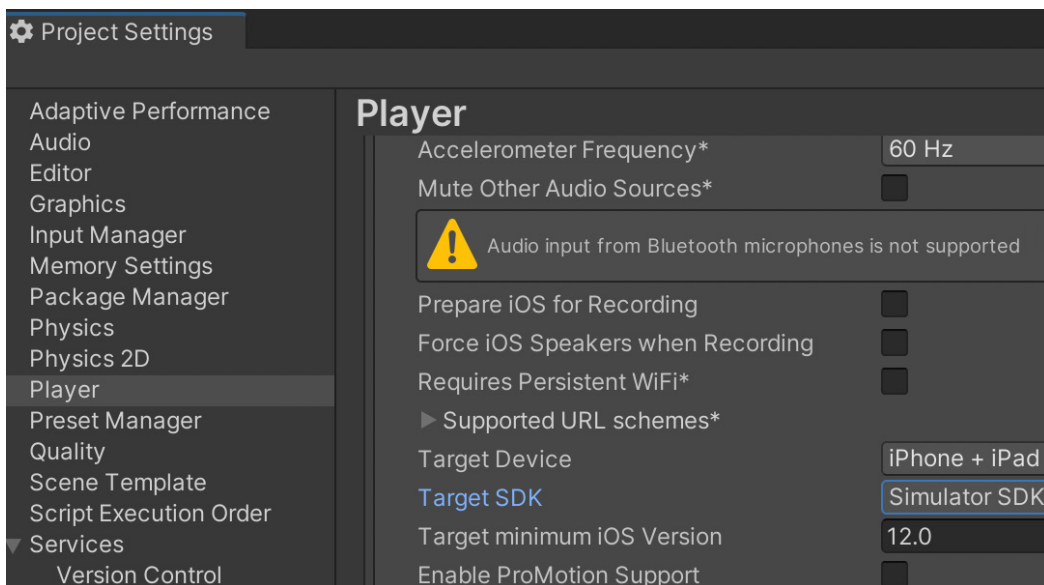 Project Settings
Adaptive Performance
Audio
Editor
Graphics
Input Manager
Memory Settings
Package Manager
Physics
Physics 2D
Player
Preset Manager
Quality
Scene Template
Script Execution Order
Services
Version Control
Player
Accelerometer Frequency* 60 Hz
Mute Other Audio Sources*
Audio input from Bluetooth microphones is not supported
Prepare iOS for Recording
Force iOS Speakers when Recording
Requires Persistent WiFi*
Supported URL schemes*
Target Device iPhone + iPad
Target SDK Simulator SDK
Target minimum iOS Version 12.0
Enable ProMotion Support